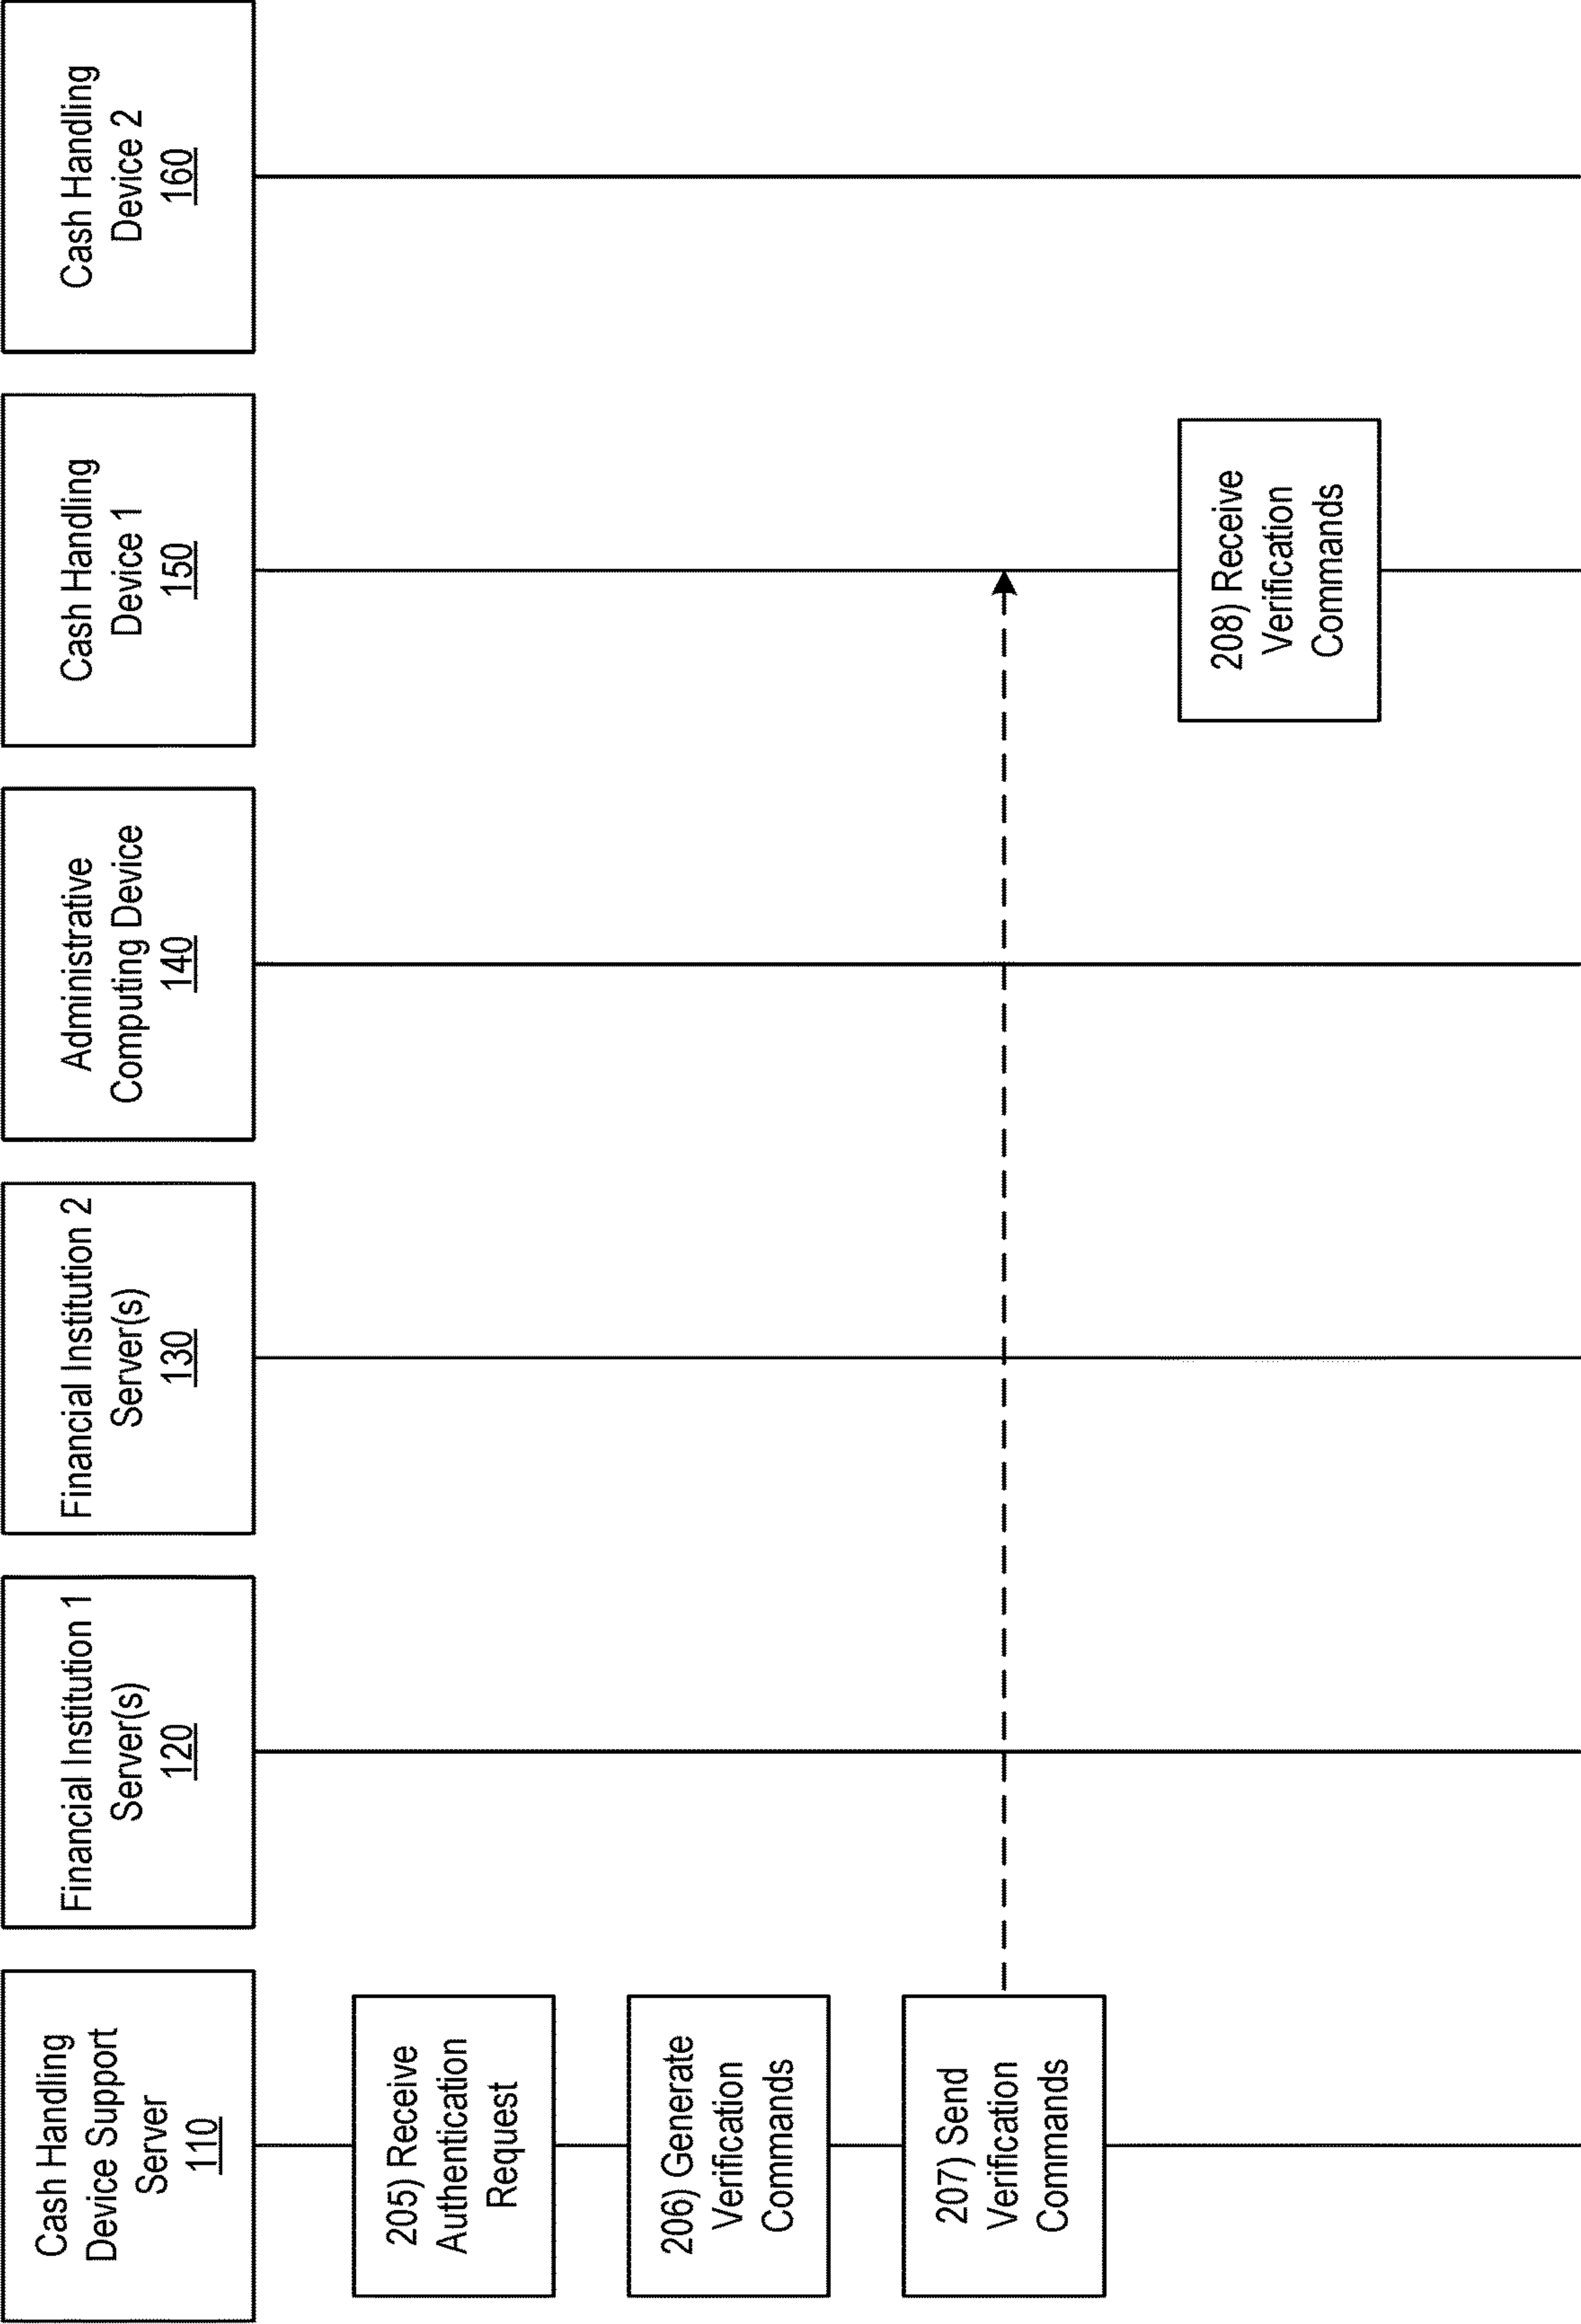 Cash Handling
Device Support
Server
110
Financial Institution 1
Server(s)
120
Financial Institution 2
Server(s)
130
Administrative
Computing Device
140
Cash Handling
Device 1
150
Cash Handling
Device 2
160
205) Receive
Authentication
Request
206) Generate
Verification
Commands
207) Send
Verification
Commands
208) Receive
Verification
Commands